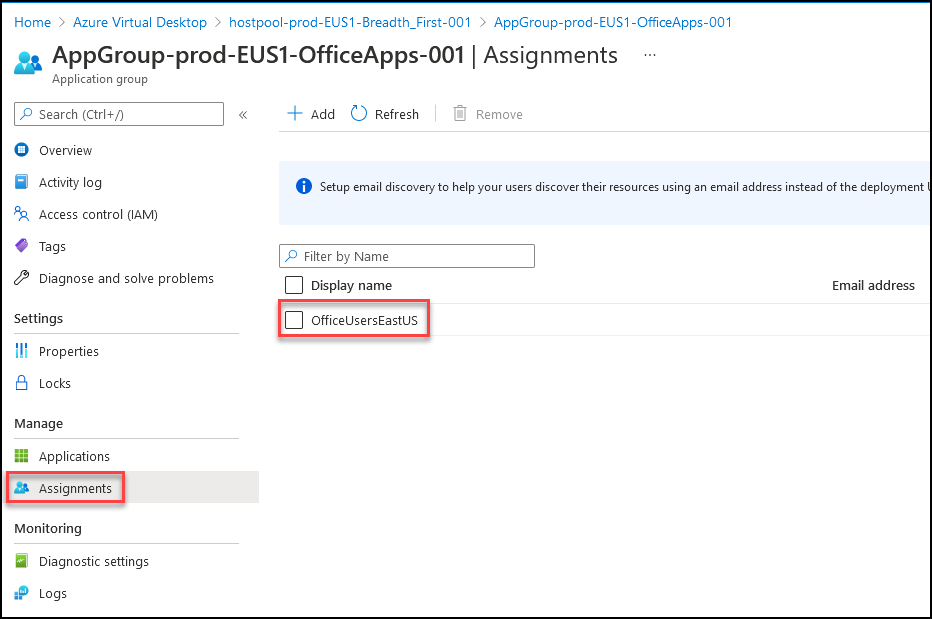 Home > Azure Virtual Desktop > hostpool-prod-EUS1-Breadth_First-001 > AppGroup-prod-EUS1-OfficeApps-001
AppGroup-prod-EUS1-OfficeApps-001 | Assignments ...
Application group
Search (Ctrl+/) «
Add Refresh Remove
Overview
Activity log
Access control (IAM)
Tags
Diagnose and solve problems
Settings
Properties
Locks
Manage
Applications
Assignments
Monitoring
Diagnostic settings
Logs
Setup email discovery to help your users discover their resources using an email address instead of the deployment
Filter by Name
Display name Email address
OfficeUsersEastUS